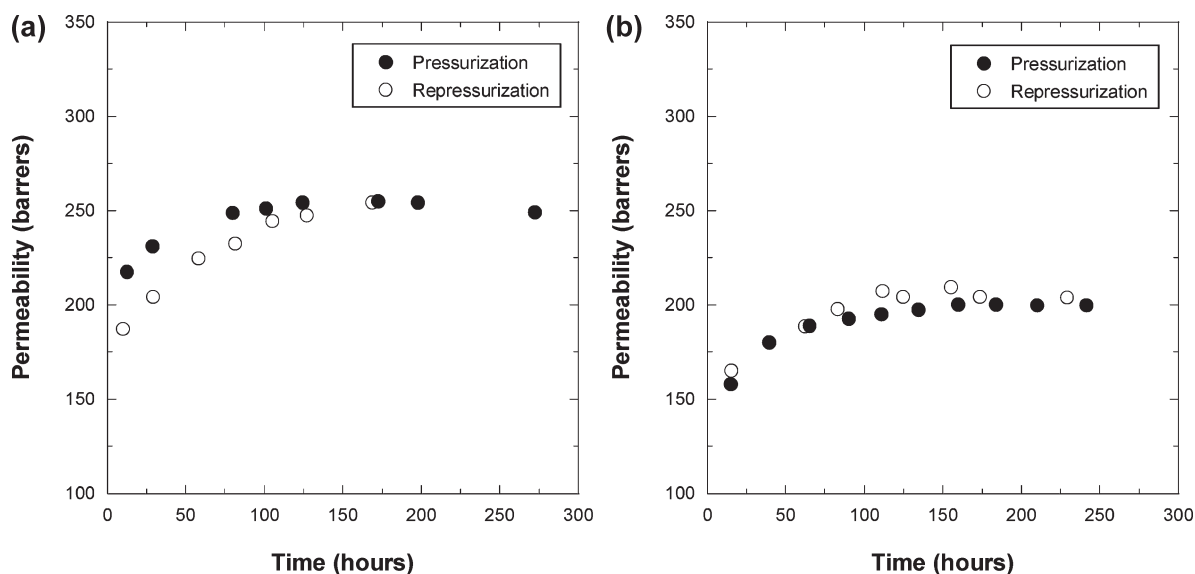 (a)
350
300
250
200
150
100
0 50 100 150 200 250 300
Permeability (barrers)
Time (hours)
Pressurization
Repressurization
(b)
350
300
250
200
150
100
0 50 100 150 200 250 300
Permeability (barrers)
Time (hours)
Pressurization
Repressurization